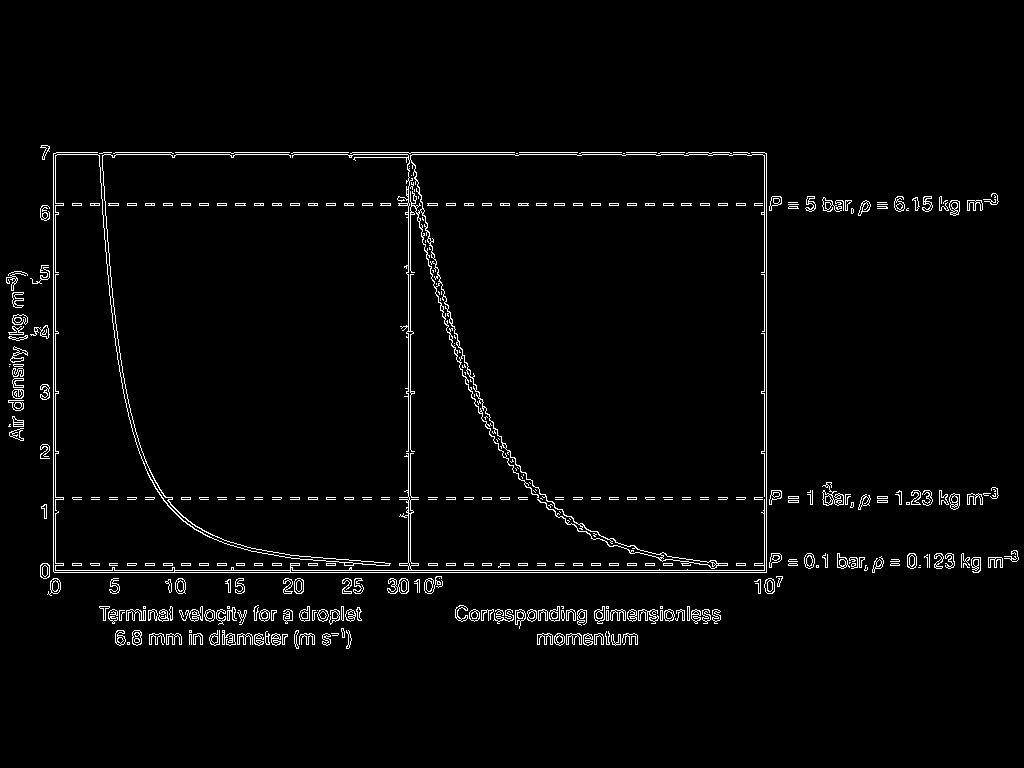 7
6
5
4
3
2
1
0
Air density (kg m⁻³)
0 5 10 15 20 25 30
10⁶ 10⁷
Terminal velocity for a droplet
6.8 mm in diameter (m s⁻¹)
Corresponding dimensionless
momentum
P = 5 bar, ρ = 6.15 kg m⁻³
P = 1 bar, ρ = 1.23 kg m⁻³
P = 0.1 bar, ρ = 0.123 kg m⁻³